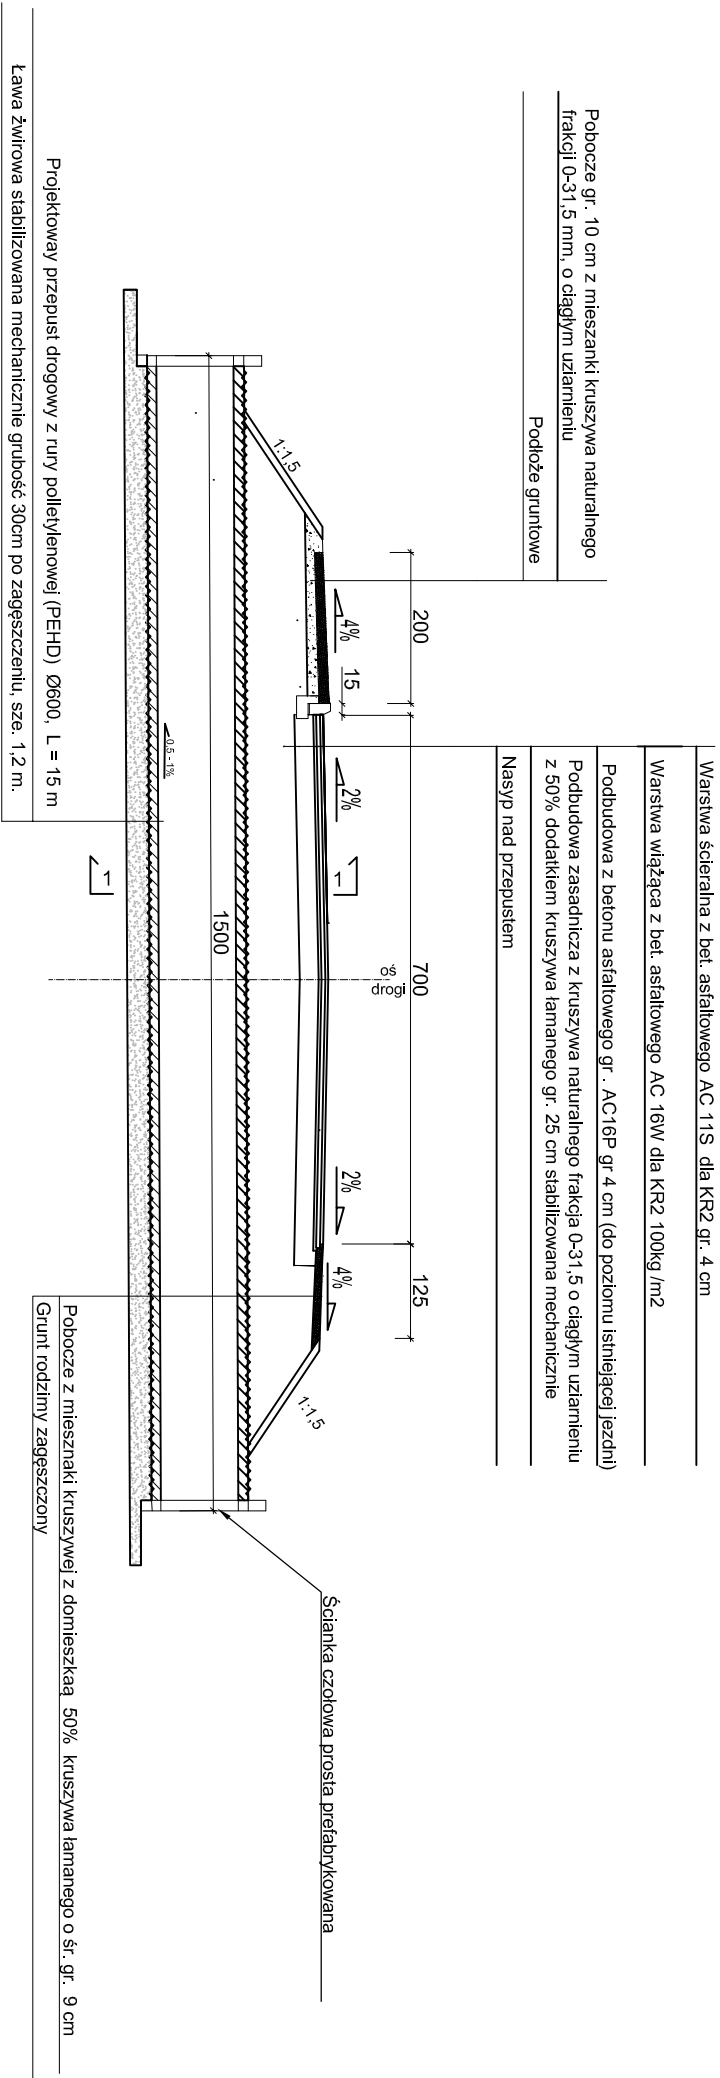 Warstwa ścieralna z bet. asfaltowego AC 11S dla KR2 gr. 4 cm
Warstwa wiążąca z bet. asfaltowego AC 16W dla KR2 100kg /m2
Podbudowa z betonu asfaltowego gr . AC16P gr 4 cm (do poziomu istniejącej jezdni)
Podbudowa zasadnicza z kruszywa naturalnego frakcja 0-31,5 o ciągłym uziarnieniu
z 50% dodatkiem kruszywa łamanego gr. 25 cm stabilizowana mechanicznie
Nasyp nad przepustem
Pobocze gr. 10 cm z mieszanki kruszywa naturalnego
frakcji 0-31,5 mm, o ciągłym uziarnieniu
Podłoże gruntowe
200
15
700
125
oś
drogi
4%
2%
2%
4%
1:1,5
1:1,5
1
1
1500
0,5 - 1%
Ścianka czołowa prosta prefabrykowana
Projektoway przepust drogowy z rury polietylenowej (PEHD) Ø600, L = 15 m
Ława żwirowa stabilizowana mechanicznie grubość 30cm po zagęszczeniu, sze. 1,2 m.
Pobocze z miesznaki kruszywej z domieszkaą 50% kruszywa łamanego o śr. gr. 9 cm
Grunt rodzimy zagęszczony